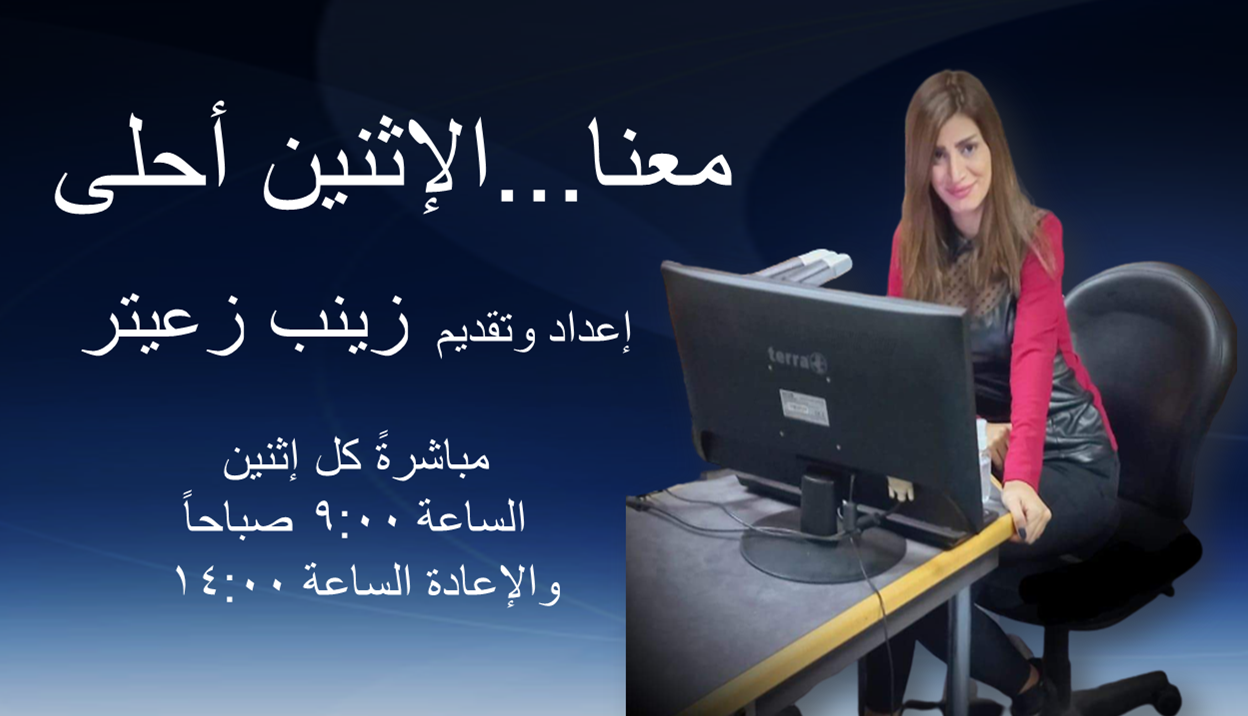 معنا...الإثنين أحلى
إعداد وتقديم زينب زعيتر
مباشرةً كل إثنين
الساعة ٩:٠٠ صباحاً
والإعادة الساعة ١٤:٠٠
terra